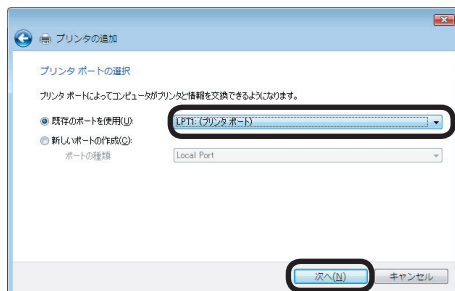 プリンタの追加
プリンタ ポートの選択
プリンタ ポートによってコンピュータがプリンタと情報を交換できるようになります。
既存のポートを使用(U): LPT1: (プリンタ ポート)
新しいポートの作成(C):
ポートの種類 Local Port
次へ(N) キャンセル